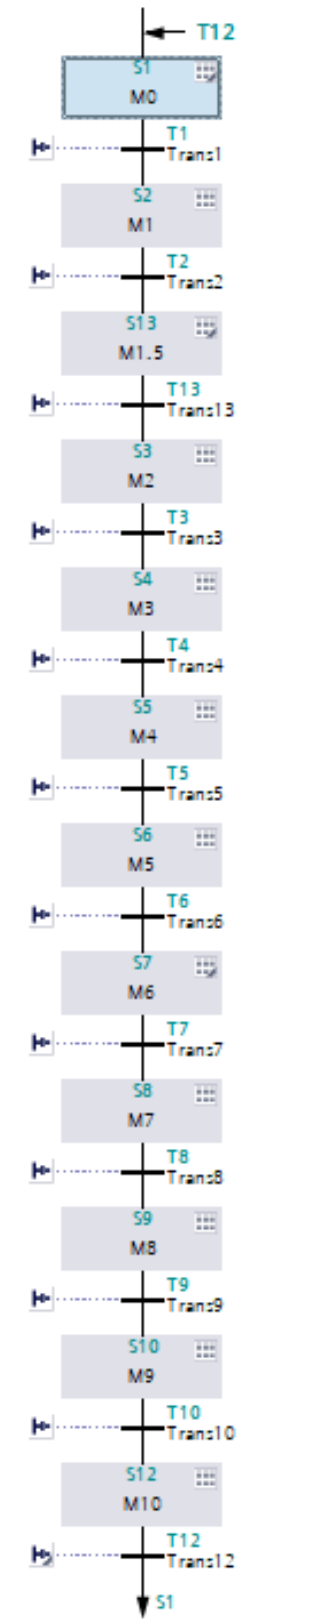 T12
S1
M0
T1
Trans1
S2
M1
T2
Trans2
S13
M1.5
T13
Trans13
S3
M2
T3
Trans3
S4
M3
T4
Trans4
S5
M4
T5
Trans5
S6
M5
T6
Trans6
S7
M6
T7
Trans7
S8
M7
T8
Trans8
S9
M8
T9
Trans9
S10
M9
T10
Trans10
S12
M10
T12
Trans12
S1